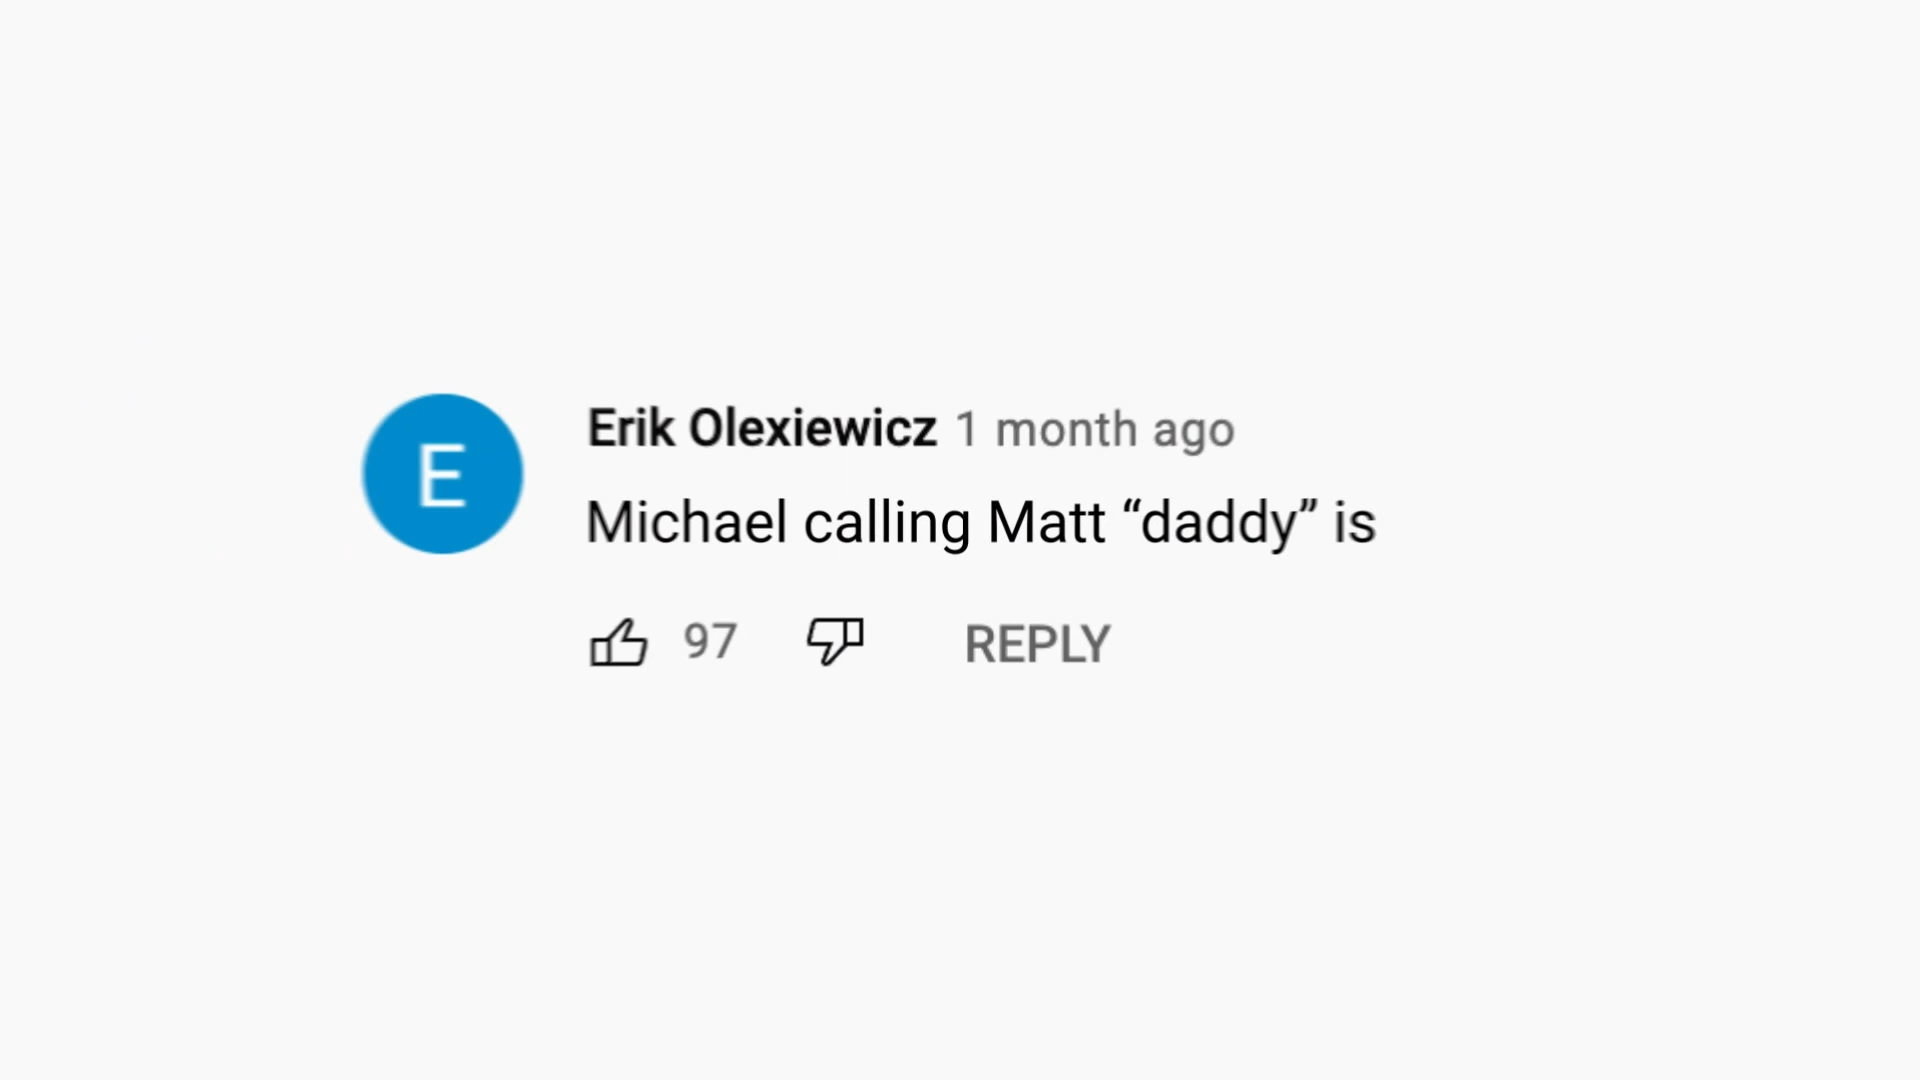 E
Erik Olexiewicz 1 month ago
Michael calling Matt “daddy” is
97 REPLY